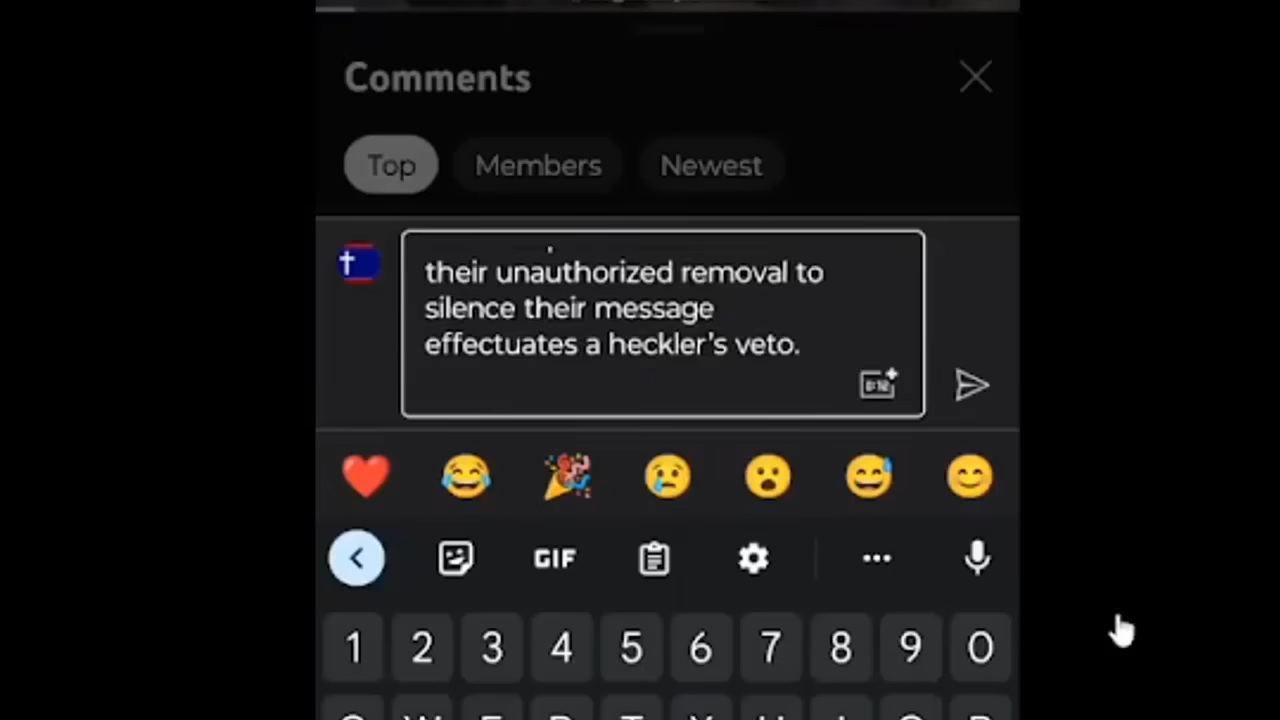 Comments
Top Members Newest
their unauthorized removal to
silence their message
effectuates a heckler's veto.
GIF
1 2 3 4 5 6 7 8 9 0